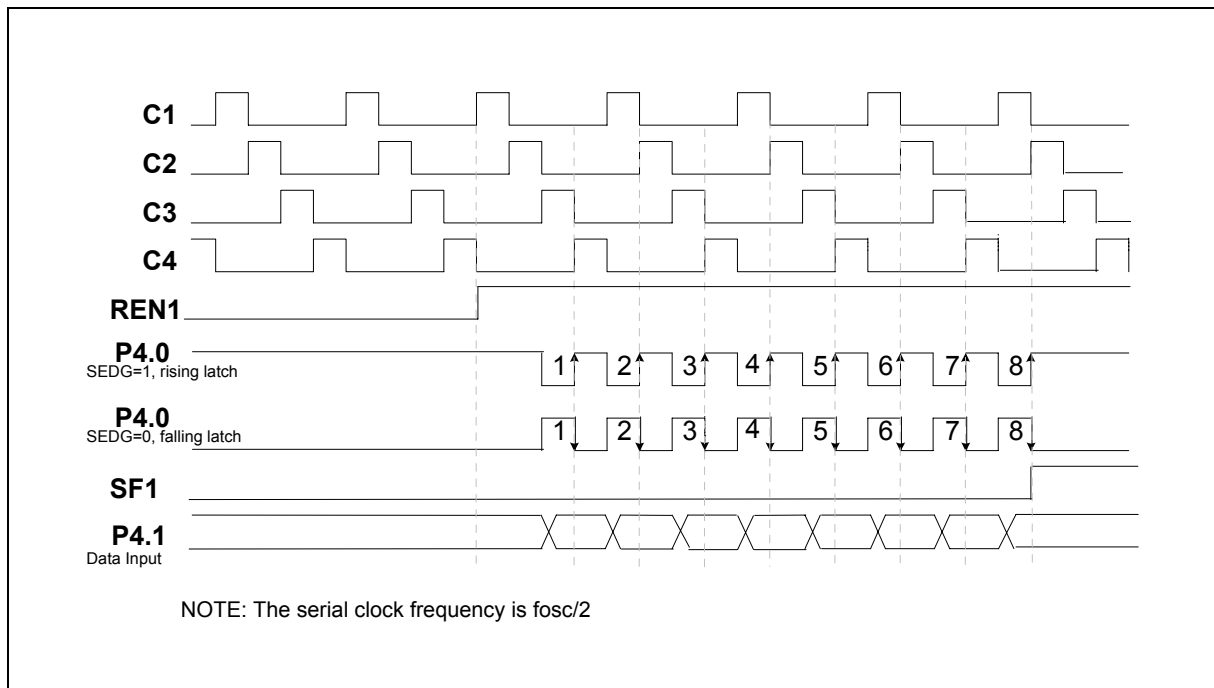 C1
C2
C3
C4
REN1
P4.0
SEDG=1, rising latch
1 2 3 4 5 6 7 8
P4.0
SEDG=0, falling latch
1 2 3 4 5 6 7 8
SF1
P4.1
Data Input
NOTE: The serial clock frequency is fosc/2